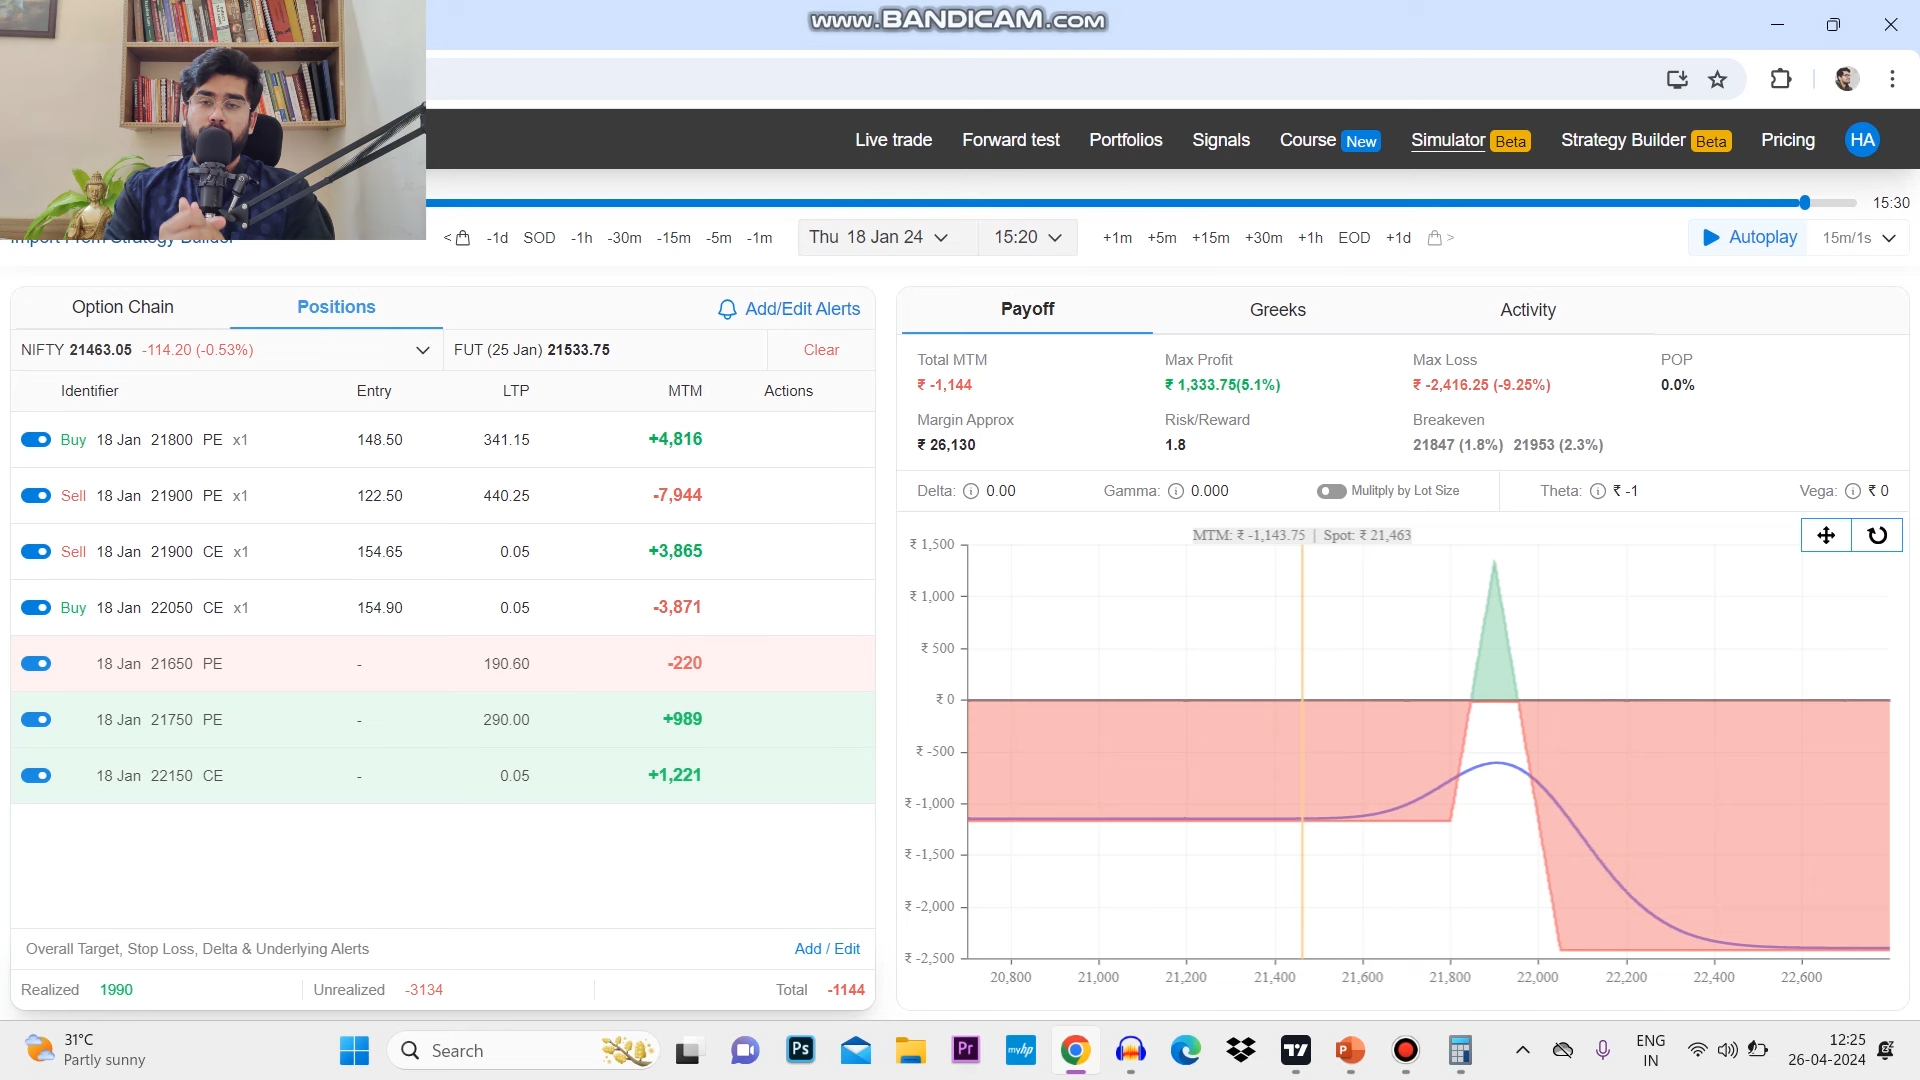 www.BANDICAM.com
Live trade Forward test Portfolios Signals Course New Simulator Beta Strategy Builder Beta Pricing HA
15:30
Import From Strategy Builder
< -1d SOD -1h -30m -15m -5m -1m Thu 18 Jan 24 15:20 +1m +5m +15m +30m +1h EOD +1d > Autoplay 15m/1s
Option Chain Positions Add/Edit Alerts
NIFTY 21463.05 -114.20 (-0.53%) FUT (25 Jan) 21533.75 Clear
Identifier Entry LTP MTM Actions
Buy 18 Jan 21800 PE x1 148.50 341.15 +4,816
Sell 18 Jan 21900 PE x1 122.50 440.25 -7,944
Sell 18 Jan 21900 CE x1 154.65 0.05 +3,865
Buy 18 Jan 22050 CE x1 154.90 0.05 -3,871
18 Jan 21650 PE - 190.60 -220
18 Jan 21750 PE - 290.00 +989
18 Jan 22150 CE - 0.05 +1,221
Overall Target, Stop Loss, Delta & Underlying Alerts Add / Edit
Realized 1990 Unrealized -3134 Total -1144
Payoff Greeks Activity
Total MTM Max Profit Max Loss POP
₹ -1,144 ₹ 1,333.75(5.1%) ₹ -2,416.25 (-9.25%) 0.0%
Margin Approx Risk/Reward Breakeven
₹ 26,130 1.8 21847 (1.8%) 21953 (2.3%)
Delta: 0.00 Gamma: 0.000 Mulitply by Lot Size Theta: ₹ -1 Vega: ₹ 0
MTM: ₹ -1,143.75 | Spot: ₹ 21,463
₹ 1,500
₹ 1,000
₹ 500
₹ 0
₹ -500
₹ -1,000
₹ -1,500
₹ -2,000
₹ -2,500
20,800 21,000 21,200 21,400 21,600 21,800 22,000 22,200 22,400 22,600
31°C
Partly sunny
Search
Ps
Pr
myhp
ENG
IN
12:25
26-04-2024